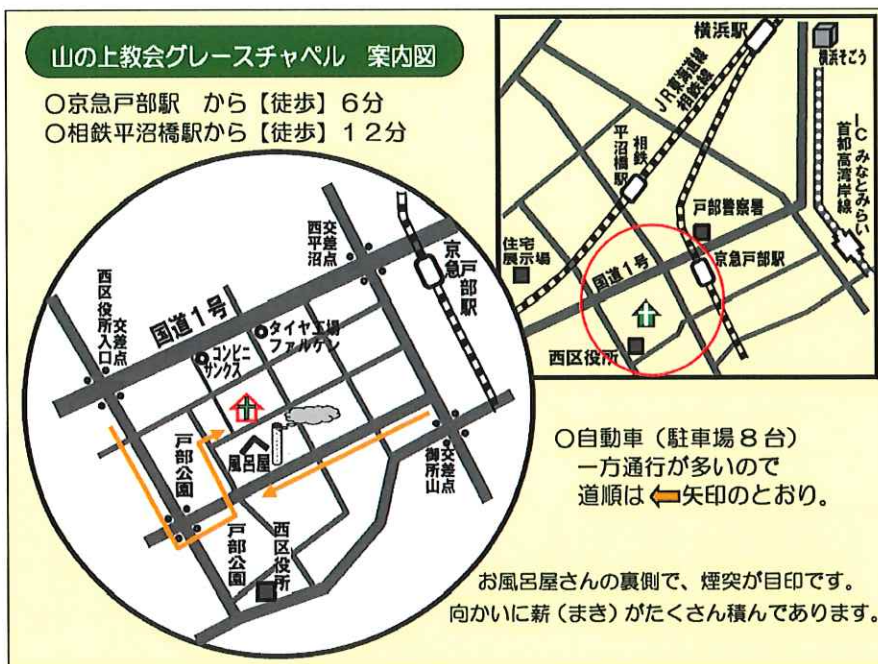 山の上教会グレースチャペル 案内図
○京急戸部駅 から【徒歩】6分
○相鉄平沼橋駅から【徒歩】12分
横浜駅
横浜そごう
JR東海道線
相鉄線
ICみなとみらい
首都高湾岸線
相鉄
平沼橋駅
戸部警察署
住宅
展示場
京急戸部駅
国道1号
西区役所
交差点
西平沼
京急
戸部駅
交差点
西区役所入口
国道1号
タイヤ工場
ファルケン
コンビニ
サンクス
風呂屋
戸部公園
交差点
御所山
戸部公園
西区役所
○自動車(駐車場8台)
一方通行が多いので
道順は⇦矢印のとおり。
お風呂屋さんの裏側で、煙突が目印です。
向かいに薪(まき)がたくさん積んであります。